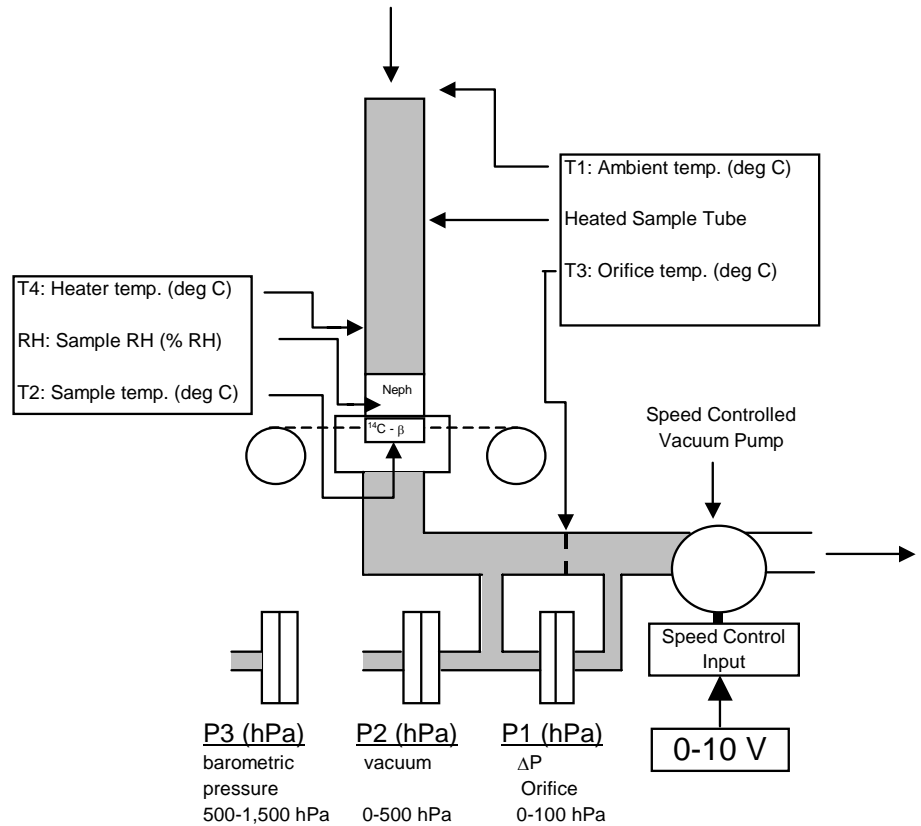 T1: Ambient temp. (deg C)
Heated Sample Tube
T3: Orifice temp. (deg C)
T4: Heater temp. (deg C)
RH: Sample RH (% RH)
T2: Sample temp. (deg C)
Neph
¹⁴C - β
Speed Controlled
Vacuum Pump
Speed Control
Input
0-10 V
P3 (hPa)
barometric
pressure
500-1,500 hPa
P2 (hPa)
vacuum
0-500 hPa
P1 (hPa)
ΔP
Orifice
0-100 hPa